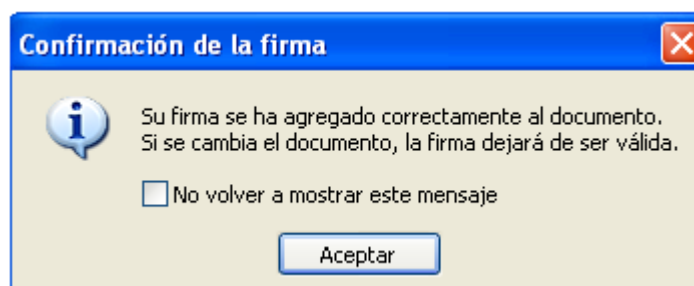 Confirmación de la firma
Su firma se ha agregado correctamente al documento.
Si se cambia el documento, la firma dejará de ser válida.
No volver a mostrar este mensaje
Aceptar